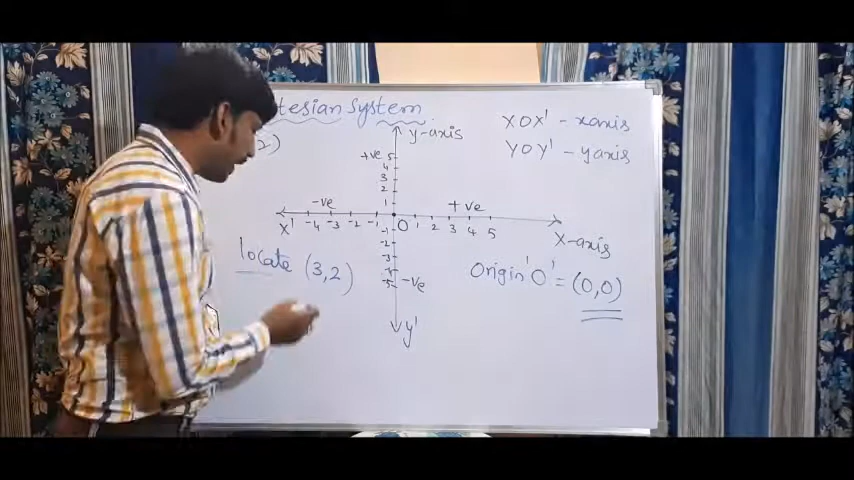 tesian System
2)
y-axis
XOX' - xaxis
YOY' - yaxis
+ve 5
4
3
2
1
-ve
+ve
X' -4 -3 -2 -1 O 1 2 3 4 5
X-axis
-1
-2
-3
-4
-5 -ve
y'
locate (3,2)
Origin 'O' = (0,0)